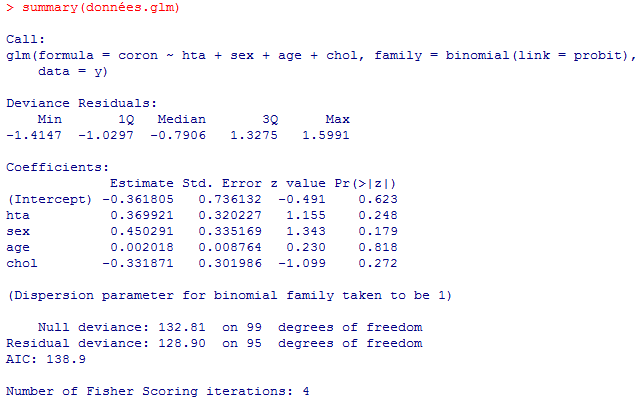 > summary(données.glm)
Call:
glm(formula = coron ~ hta + sex + age + chol, family = binomial(link = probit),
data = y)
Deviance Residuals:
Min 1Q Median 3Q Max
-1.4147 -1.0297 -0.7906 1.3275 1.5991
Coefficients:
Estimate Std. Error z value Pr(>|z|)
(Intercept) -0.361805 0.736132 -0.491 0.623
hta 0.369921 0.320227 1.155 0.248
sex 0.450291 0.335169 1.343 0.179
age 0.002018 0.008764 0.230 0.818
chol -0.331871 0.301986 -1.099 0.272
(Dispersion parameter for binomial family taken to be 1)
Null deviance: 132.81 on 99 degrees of freedom
Residual deviance: 128.90 on 95 degrees of freedom
AIC: 138.9
Number of Fisher Scoring iterations: 4